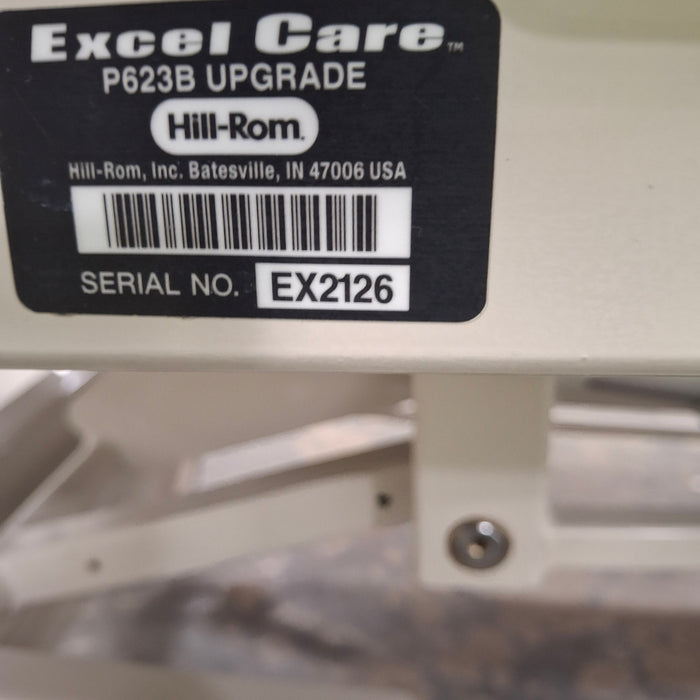 Excel Care™
P623B UPGRADE
Hill-Rom.
Hill-Rom, Inc. Batesville, IN 47006 USA
SERIAL NO. EX2126